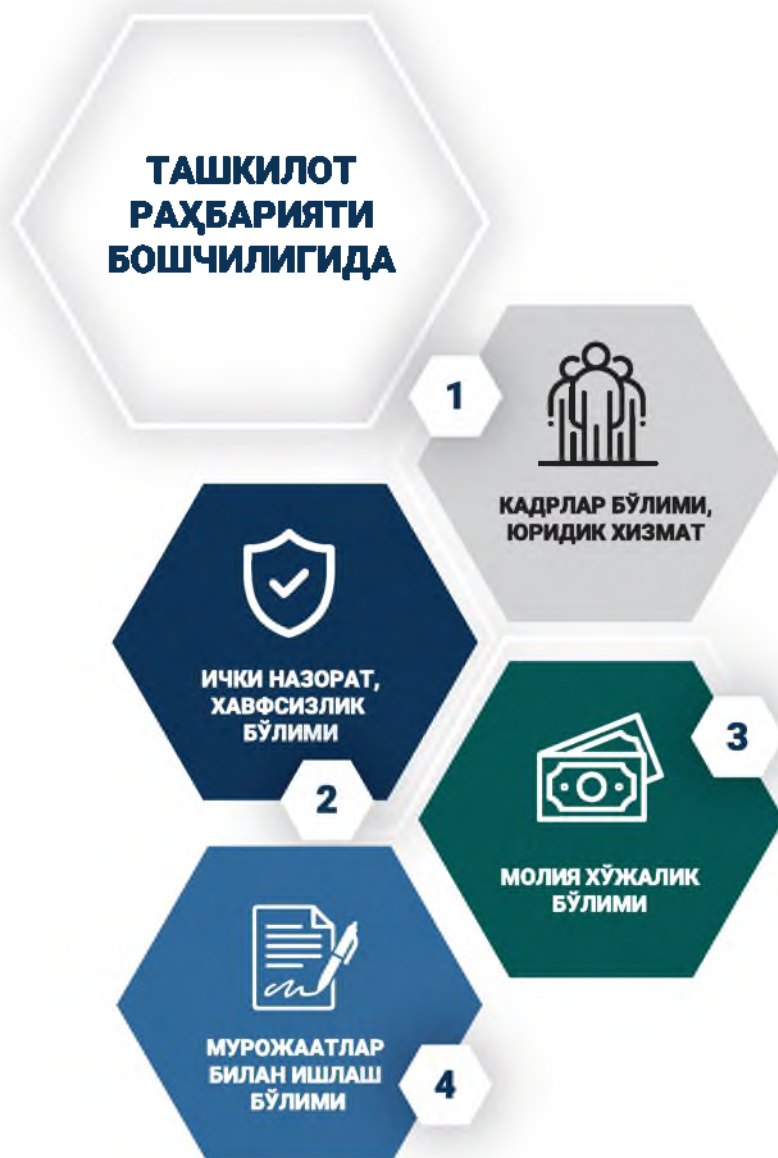 ТАШКИЛОТ
РАҲБАРИЯТИ
БОШЧИЛИГИДА
1
КАДРЛАР БЎЛИМИ,
ЮРИДИК ХИЗМАТ
ИЧКИ НАЗОРАТ,
ХАВФСИЗЛИК
БЎЛИМИ
2
3
МОЛИЯ ХЎЖАЛИК
БЎЛИМИ
МУРОЖААТЛАР
БИЛАН ИШЛАШ
БЎЛИМИ
4